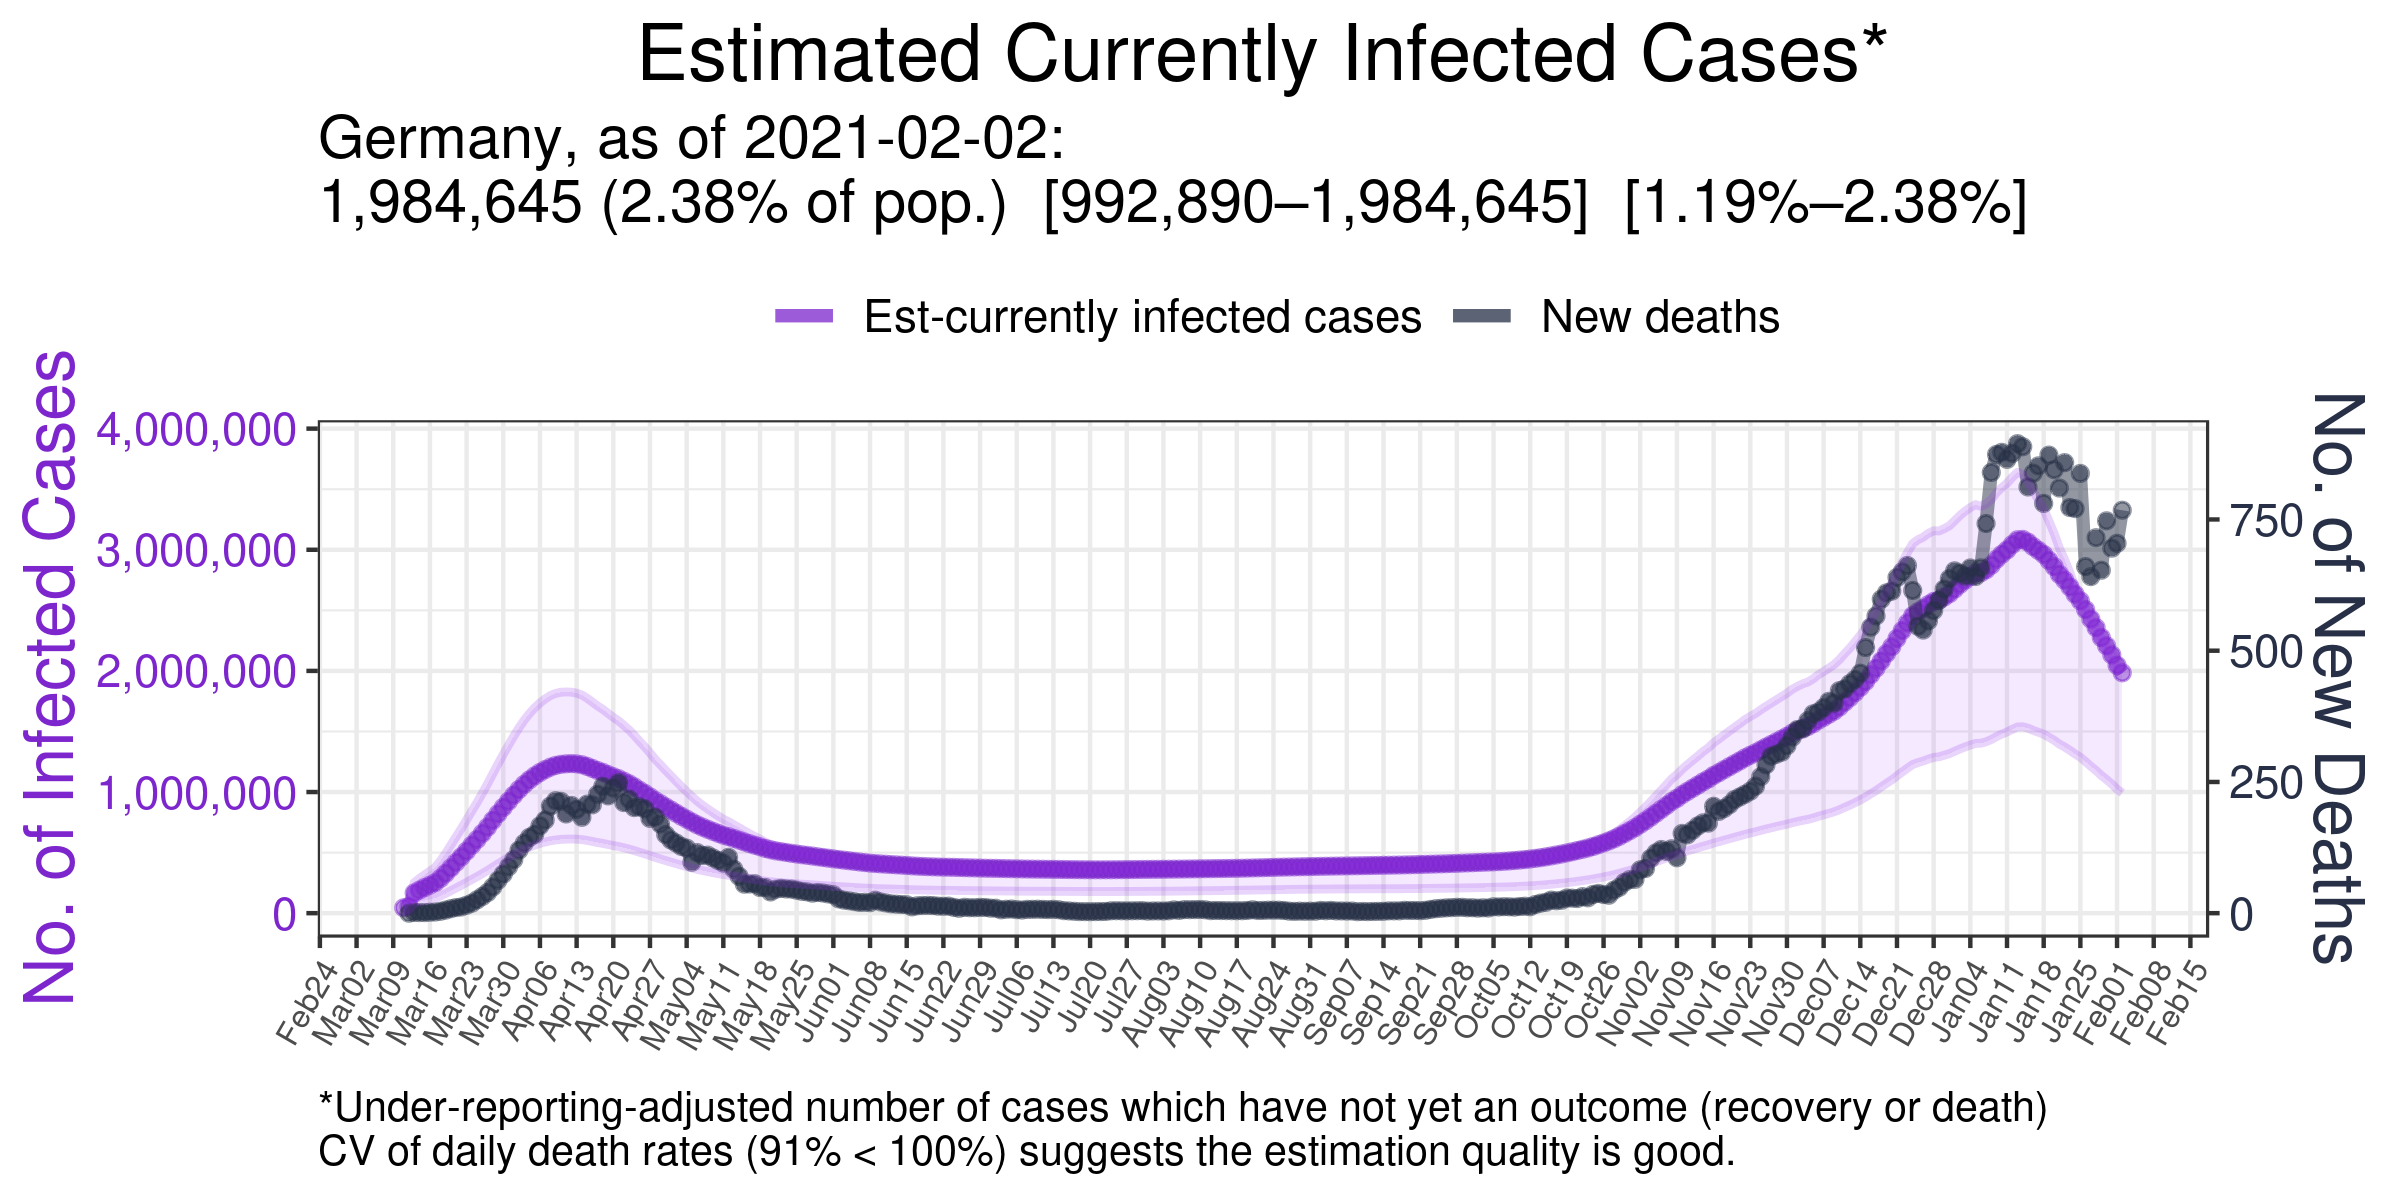 Estimated Currently Infected Cases*
Germany, as of 2021-02-02:
1,984,645 (2.38% of pop.) [992,890–1,984,645] [1.19%–2.38%]
Est-currently infected cases
New deaths
No. of Infected Cases
4,000,000
3,000,000
2,000,000
1,000,000
0
No. of New Deaths
750
500
250
0
Feb24
Mar02
Mar09
Mar16
Mar23
Mar30
Apr06
Apr13
Apr20
Apr27
May04
May11
May18
May25
Jun01
Jun08
Jun15
Jun22
Jun29
Jul06
Jul13
Jul20
Jul27
Aug03
Aug10
Aug17
Aug24
Aug31
Sep07
Sep14
Sep21
Sep28
Oct05
Oct12
Oct19
Oct26
Nov02
Nov09
Nov16
Nov23
Nov30
Dec07
Dec14
Dec21
Dec28
Jan04
Jan11
Jan18
Jan25
Feb01
Feb08
Feb15
*Under-reporting-adjusted number of cases which have not yet an outcome (recovery or death)
CV of daily death rates (91% < 100%) suggests the estimation quality is good.